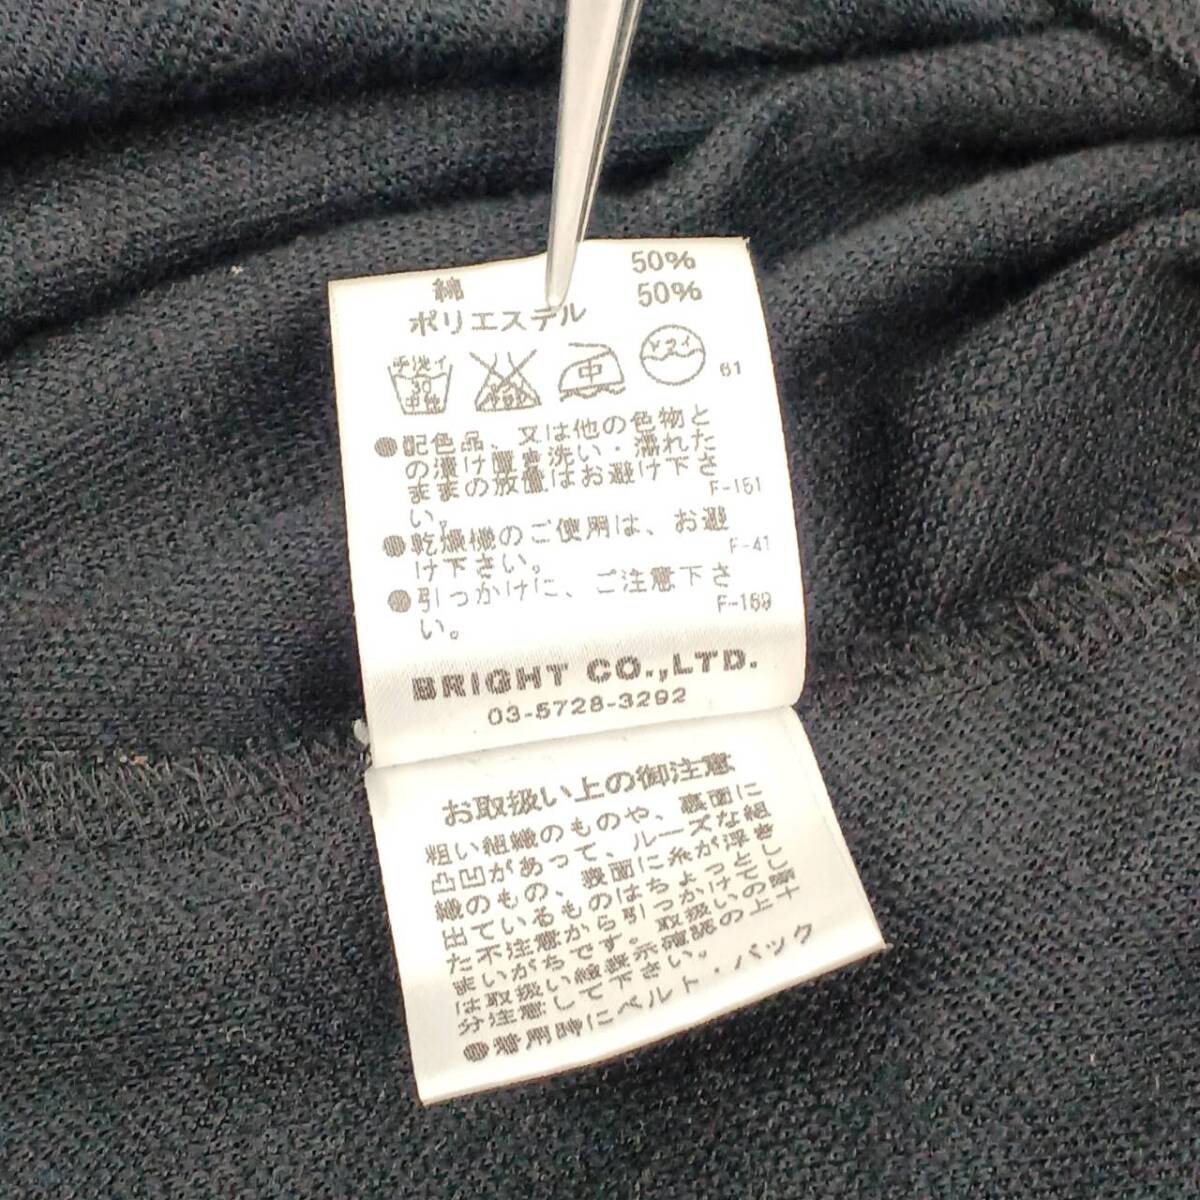 綿 50%
ポリエステル 50%
手洗イ
30
中性
中
ドライ
61
●配色品、又は他の色物と
の漬け置き洗い・濡れた
ままの放置はお避け下さ
い。 F-151
●乾燥機のご使用は、お避
け下さい。 F-41
●引っかけに、ご注意下さ
い。 F-169
BRIGHT CO.,LTD.
03-5728-3292
お取扱い上の御注意
粗い組織のものや、裏面に
凸凹があって、ルーズな組
織のもの、表面に糸が浮き
出ているものはちょっとし
た不注意から引っかけてし
まいがちです。取扱いの際
は取扱い絵表示確認の上十
分注意して下さい。
●着用時にベルト・バック